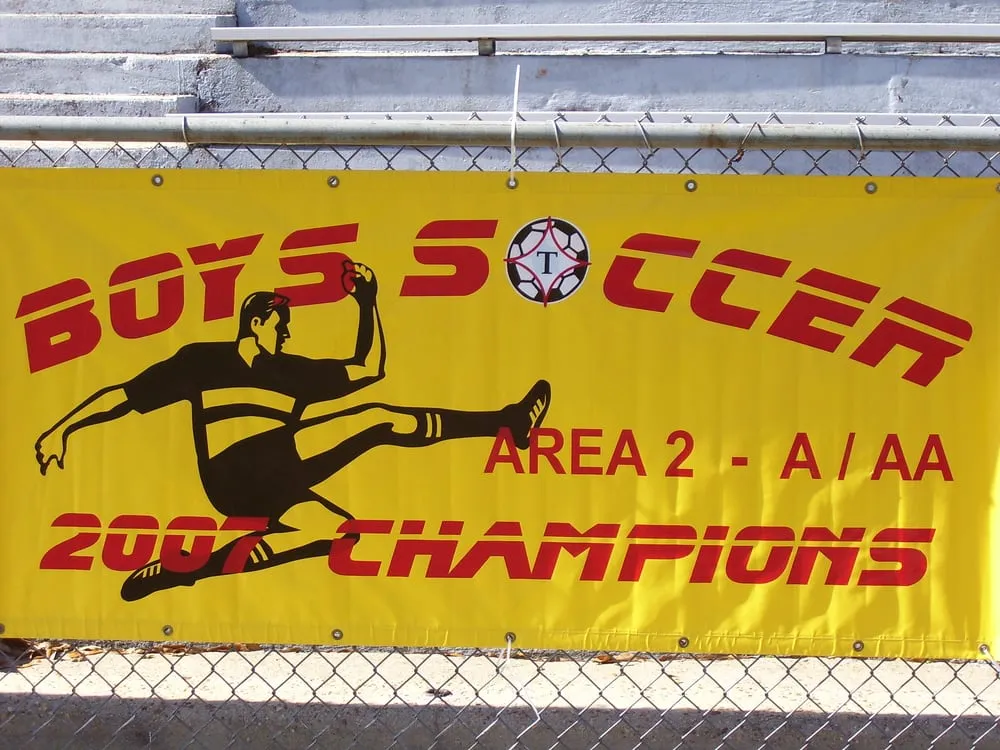 BOYS SOCCER
T
AREA 2 - A / AA
2007 CHAMPIONS